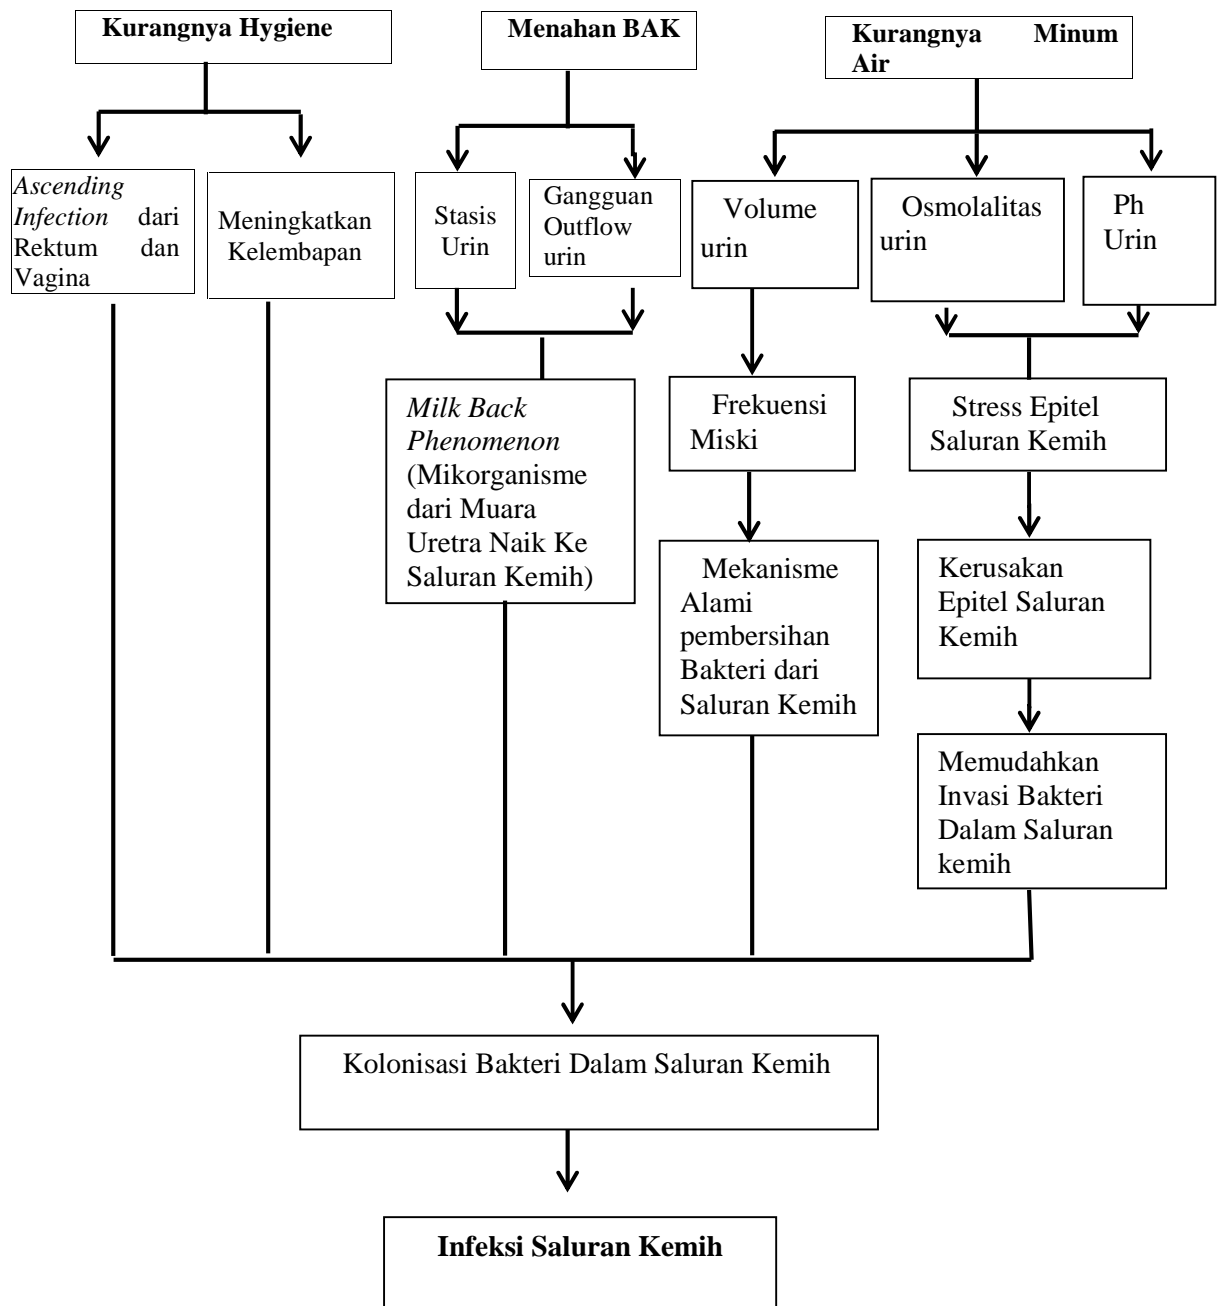 Kurangnya Hygiene
Menahan BAK
Kurangnya Minum
Air
Ascending
Infection dari
Rektum dan
Vagina
Meningkatkan
Kelembapan
Stasis
Urin
Gangguan
Outflow
urin
Volume
urin
Osmolalitas
urin
Ph
Urin
Milk Back
Phenomenon
(Mikorganisme
dari Muara
Uretra Naik Ke
Saluran Kemih)
Frekuensi
Miski
Stress Epitel
Saluran Kemih
Mekanisme
Alami
pembersihan
Bakteri dari
Saluran Kemih
Kerusakan
Epitel Saluran
Kemih
Memudahkan
Invasi Bakteri
Dalam Saluran
kemih
Kolonisasi Bakteri Dalam Saluran Kemih
Infeksi Saluran Kemih